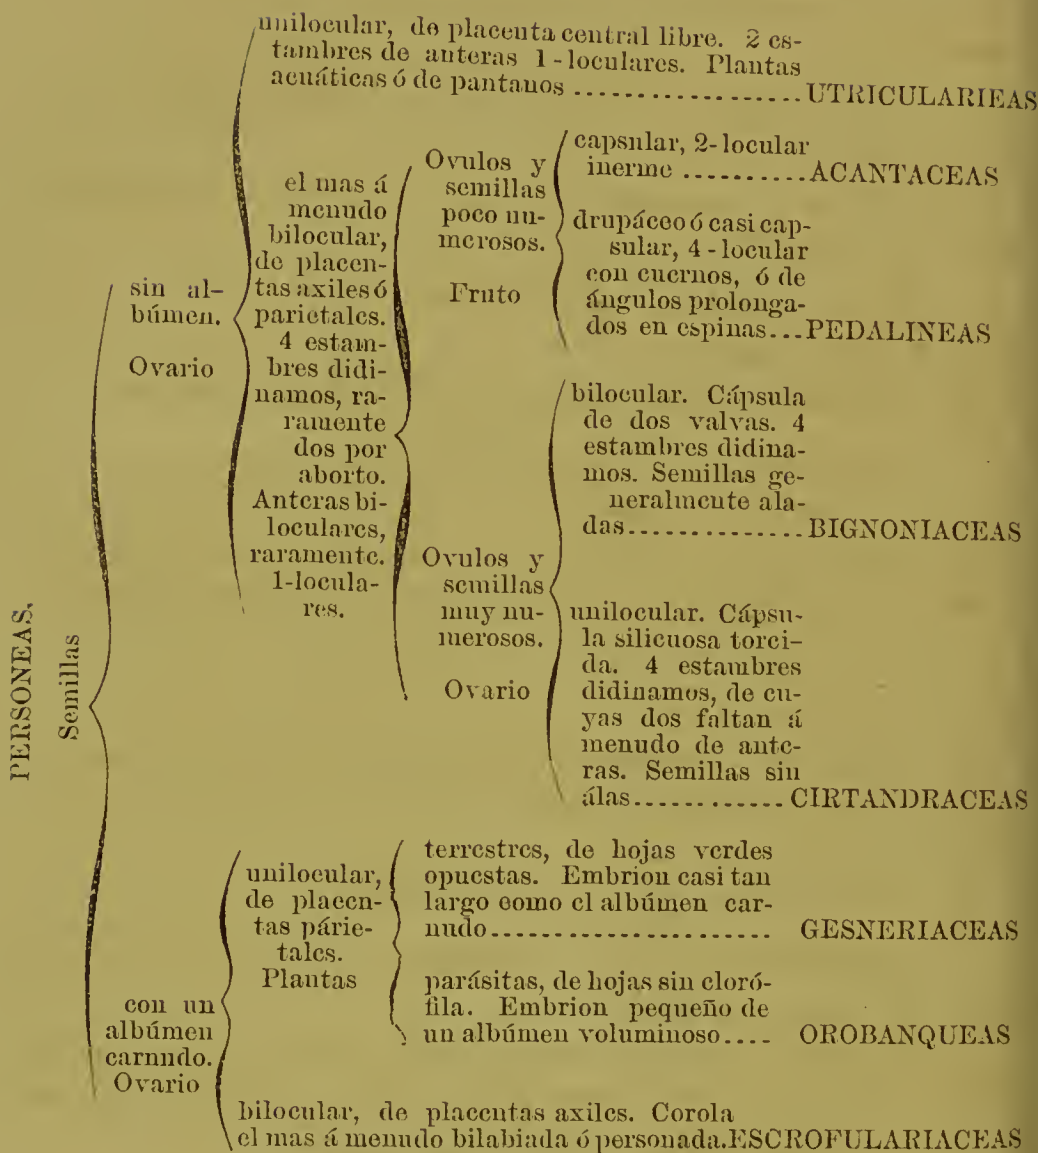 PERSONEAS.
Semillas
sin al-
búmen.
Ovario
unilocular, de placenta central libre. 2 es-
tambres de anteras 1-loculares. Plantas
acuáticas ó de pantanos ................... UTRICULARIEAS
el mas á
menudo
bilocular,
de placen-
tas axiles ó
parietales.
4 estam-
bres didi-
namos, ra-
ramente
dos por
aborto.
Anteras bi-
loculares,
raramente.
1-locula-
res.
Ovulos y
semillas
poco nu-
merosos.
Fruto
capsular, 2-locular
inerme ..........ACANTACEAS
drupáceo ó casi cap-
sular, 4-locular
con cuernos, ó de
ángulos prolonga-
dos en espinas...PEDALINEAS
Ovulos y
semillas
muy nu-
merosos.
Ovario
bilocular. Cápsula
de dos valvas. 4
estambres didina-
mos. Semillas ge-
neralmente ala-
das..............BIGNONIACEAS
unilocular. Cápsu-
la silicuosa torci-
da. 4 estambres
didinamos, de cu-
yas dos faltan á
menudo de ante-
ras. Semillas sin
álas............ CIRTANDRACEAS
con un
albúmen
carnudo.
Ovario
unilocular,
de placen-
tas párie-
tales.
Plantas
terrestres, de hojas verdes
opuestas. Embrion casi tan
largo como el albúmen car-
nudo...................... GESNERIACEAS
parásitas, de hojas sin cloró-
fila. Embrion pequeño de
un albúmen voluminoso.... OROBANQUEAS
bilocular, de placentas axiles. Corola
el mas á menudo bilabiada ó personada.ESCROFULARIACEAS